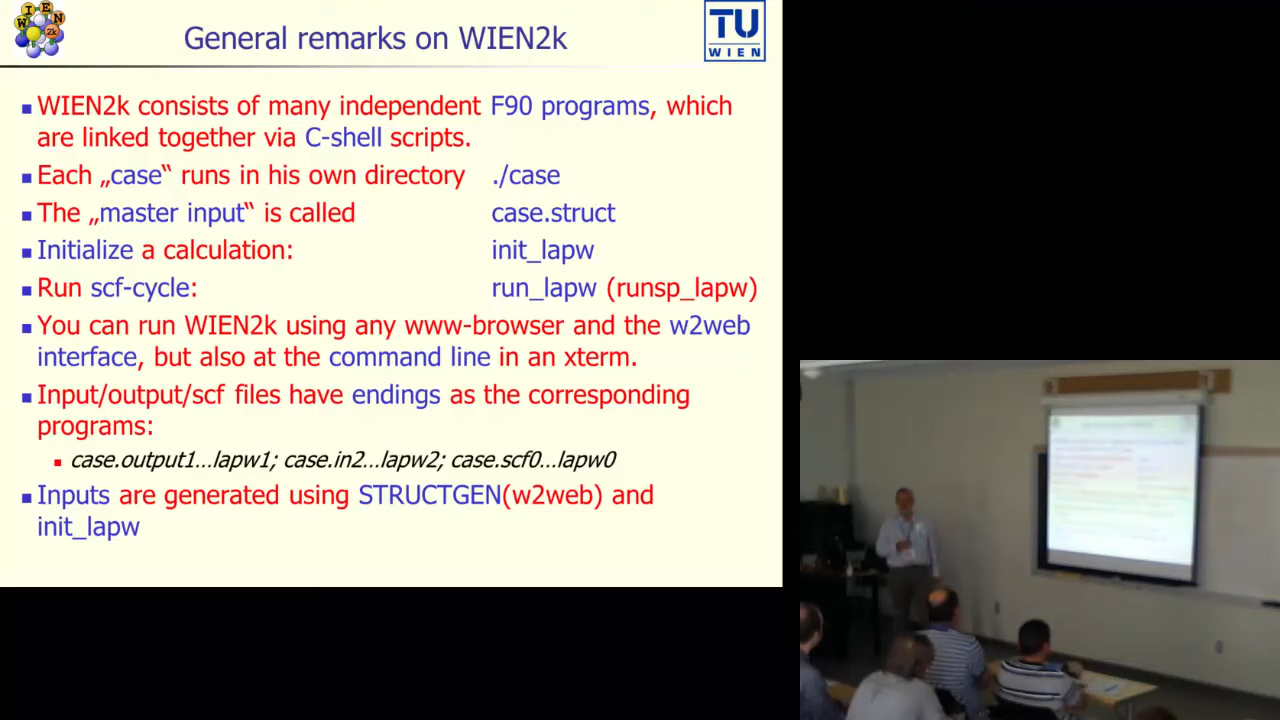 W I E N 2k
General remarks on WIEN2k
TU
WIEN
WIEN2k consists of many independent F90 programs, which
are linked together via C-shell scripts.
Each „case“ runs in his own directory ./case
The „master input“ is called case.struct
Initialize a calculation: init_lapw
Run scf-cycle: run_lapw (runsp_lapw)
You can run WIEN2k using any www-browser and the w2web
interface, but also at the command line in an xterm.
Input/output/scf files have endings as the corresponding
programs:
case.output1…lapw1; case.in2…lapw2; case.scf0…lapw0
Inputs are generated using STRUCTGEN(w2web) and
init_lapw